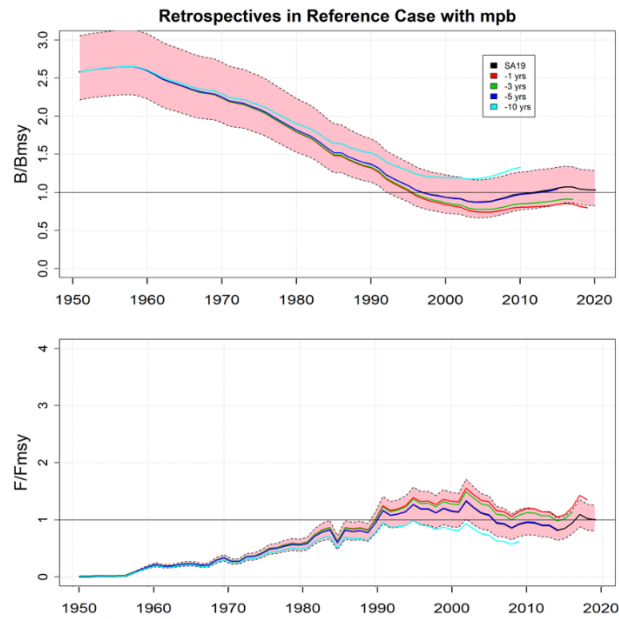 Retrospectives in Reference Case with mpb
B/Bmsy
3.0
2.5
2.0
1.5
1.0
0.5
0.0
SA19
-1 yrs
-3 yrs
-5 yrs
-10 yrs
1950 1960 1970 1980 1990 2000 2010 2020
F/Fmsy
4
3
2
1
0
1950 1960 1970 1980 1990 2000 2010 2020